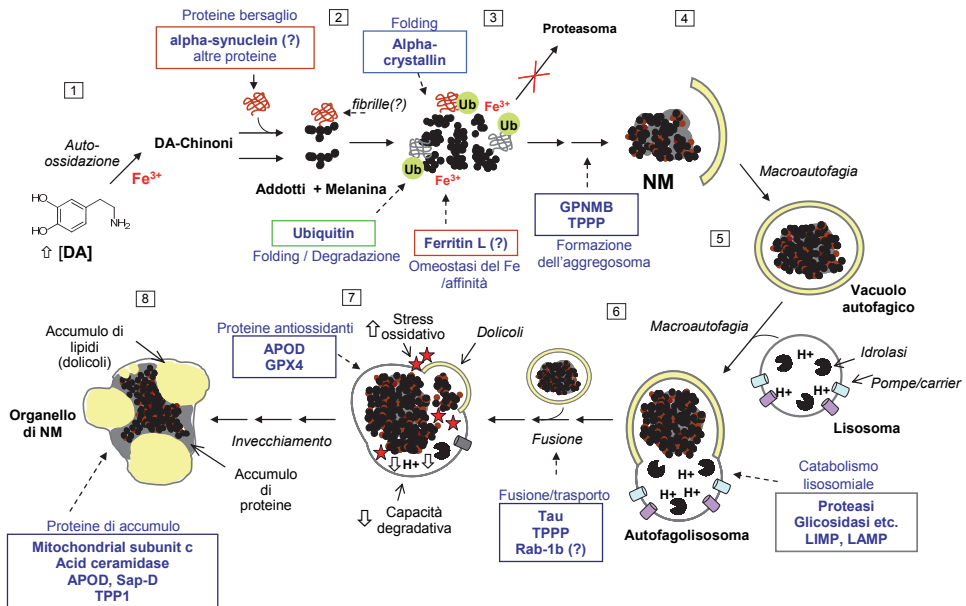 1
Auto-
ossidazione
Fe3+
HO
HO
NH2
⇧ [DA]
Proteine bersaglio
alpha-synuclein (?)
altre proteine
2
DA-Chinoni
fibrille(?)
Addotti + Melanina
Ubiquitin
Folding / Degradazione
3
Folding
Alpha-
crystallin
Ub
Fe3+
Ub
Ub
Fe3+
Ferritin L (?)
Omeostasi del Fe
/affinità
Proteasoma
4
GPNMB
TPPP
Formazione
dell'aggregosoma
NM
Macroautofagia
5
Vacuolo
autofagico
Macroautofagia
H+
H+
H+
Idrolasi
Pompe/carrier
Lisosoma
6
H+
H+
H+
Autofagolisosoma
Catabolismo
lisosomiale
Proteasi
Glicosidasi etc.
LIMP, LAMP
Fusione
Fusione/trasporto
Tau
TPPP
Rab-1b (?)
7
Stress
ossidativo
Dolicoli
Proteine antiossidanti
APOD
GPX4
H+
Capacità
degradativa
Invecchiamento
8
Accumulo di
lipidi
(dolicoli)
Organello
di NM
Accumulo
di
proteine
Proteine di accumulo
Mitochondrial subunit c
Acid ceramidase
APOD, Sap-D
TPP1